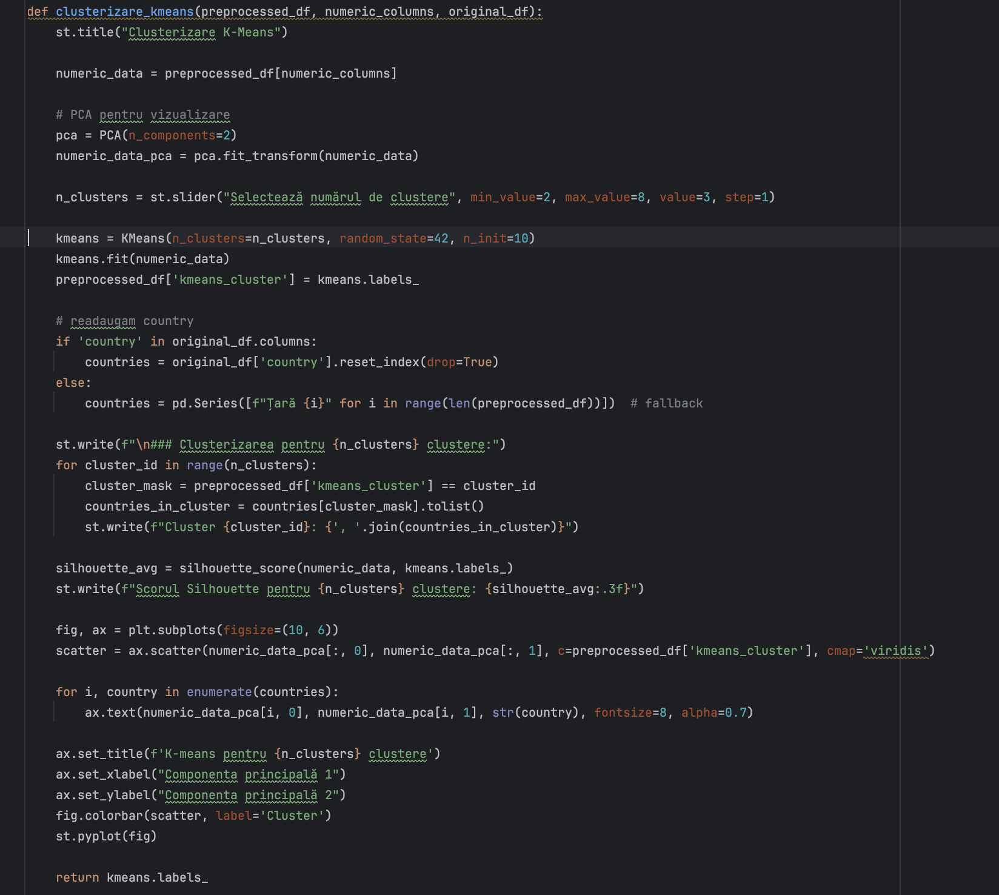 def clusterizare_kmeans(preprocessed_df, numeric_columns, original_df):
    st.title("Clusterizare K-Means")
    numeric_data = preprocessed_df[numeric_columns]
    # PCA pentru vizualizare
    pca = PCA(n_components=2)
    numeric_data_pca = pca.fit_transform(numeric_data)
    n_clusters = st.slider("Selectează numărul de clustere", min_value=2, max_value=8, value=3, step=1)
    kmeans = KMeans(n_clusters=n_clusters, random_state=42, n_init=10)
    kmeans.fit(numeric_data)
    preprocessed_df['kmeans_cluster'] = kmeans.labels_
    # readaugam country
    if 'country' in original_df.columns:
        countries = original_df['country'].reset_index(drop=True)
    else:
        countries = pd.Series([f"Țară {i}" for i in range(len(preprocessed_df))])  # fallback
    st.write(f"\n### Clusterizarea pentru {n_clusters} clustere:")
    for cluster_id in range(n_clusters):
        cluster_mask = preprocessed_df['kmeans_cluster'] == cluster_id
        countries_in_cluster = countries[cluster_mask].tolist()
        st.write(f"Cluster {cluster_id}: {', '.join(countries_in_cluster)}")
    silhouette_avg = silhouette_score(numeric_data, kmeans.labels_)
    st.write(f"Scorul Silhouette pentru {n_clusters} clustere: {silhouette_avg:.3f}")
    fig, ax = plt.subplots(figsize=(10, 6))
    scatter = ax.scatter(numeric_data_pca[:, 0], numeric_data_pca[:, 1], c=preprocessed_df['kmeans_cluster'], cmap='viridis')
    for i, country in enumerate(countries):
        ax.text(numeric_data_pca[i, 0], numeric_data_pca[i, 1], str(country), fontsize=8, alpha=0.7)
    ax.set_title(f'K-means pentru {n_clusters} clustere')
    ax.set_xlabel("Componenta principală 1")
    ax.set_ylabel("Componenta principală 2")
    fig.colorbar(scatter, label='Cluster')
    st.pyplot(fig)
    return kmeans.labels_